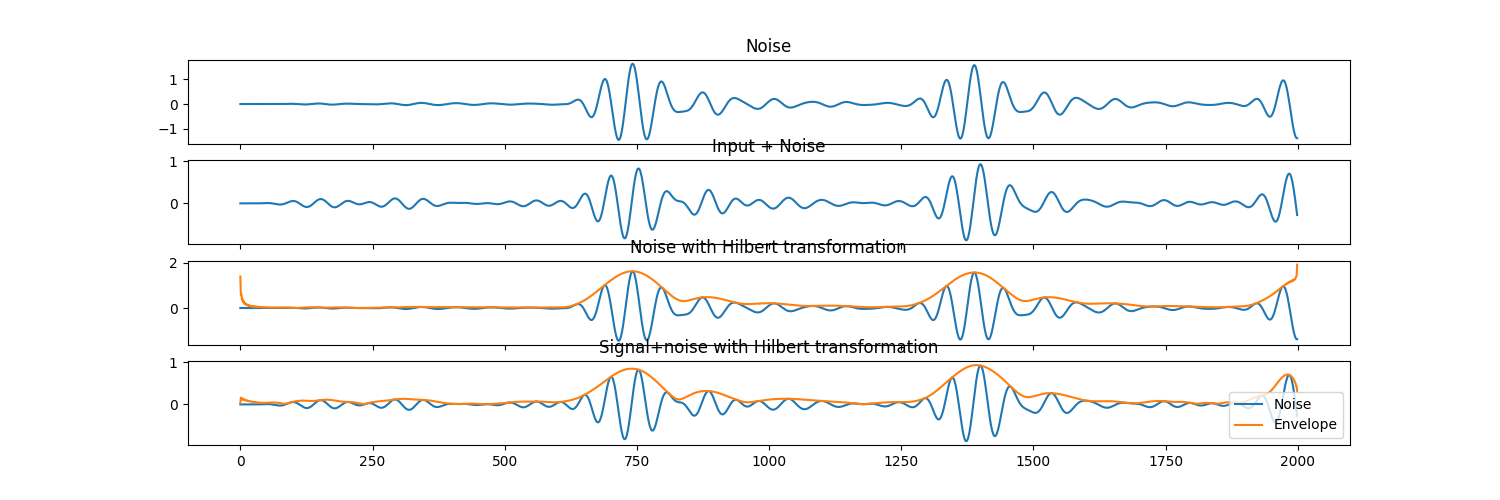 Noise
1
0
−1
Input + Noise
1
0
Noise with Hilbert transformation
2
0
Signal+noise with Hilbert transformation
1
0
Noise
Envelope
0 250 500 750 1000 1250 1500 1750 2000